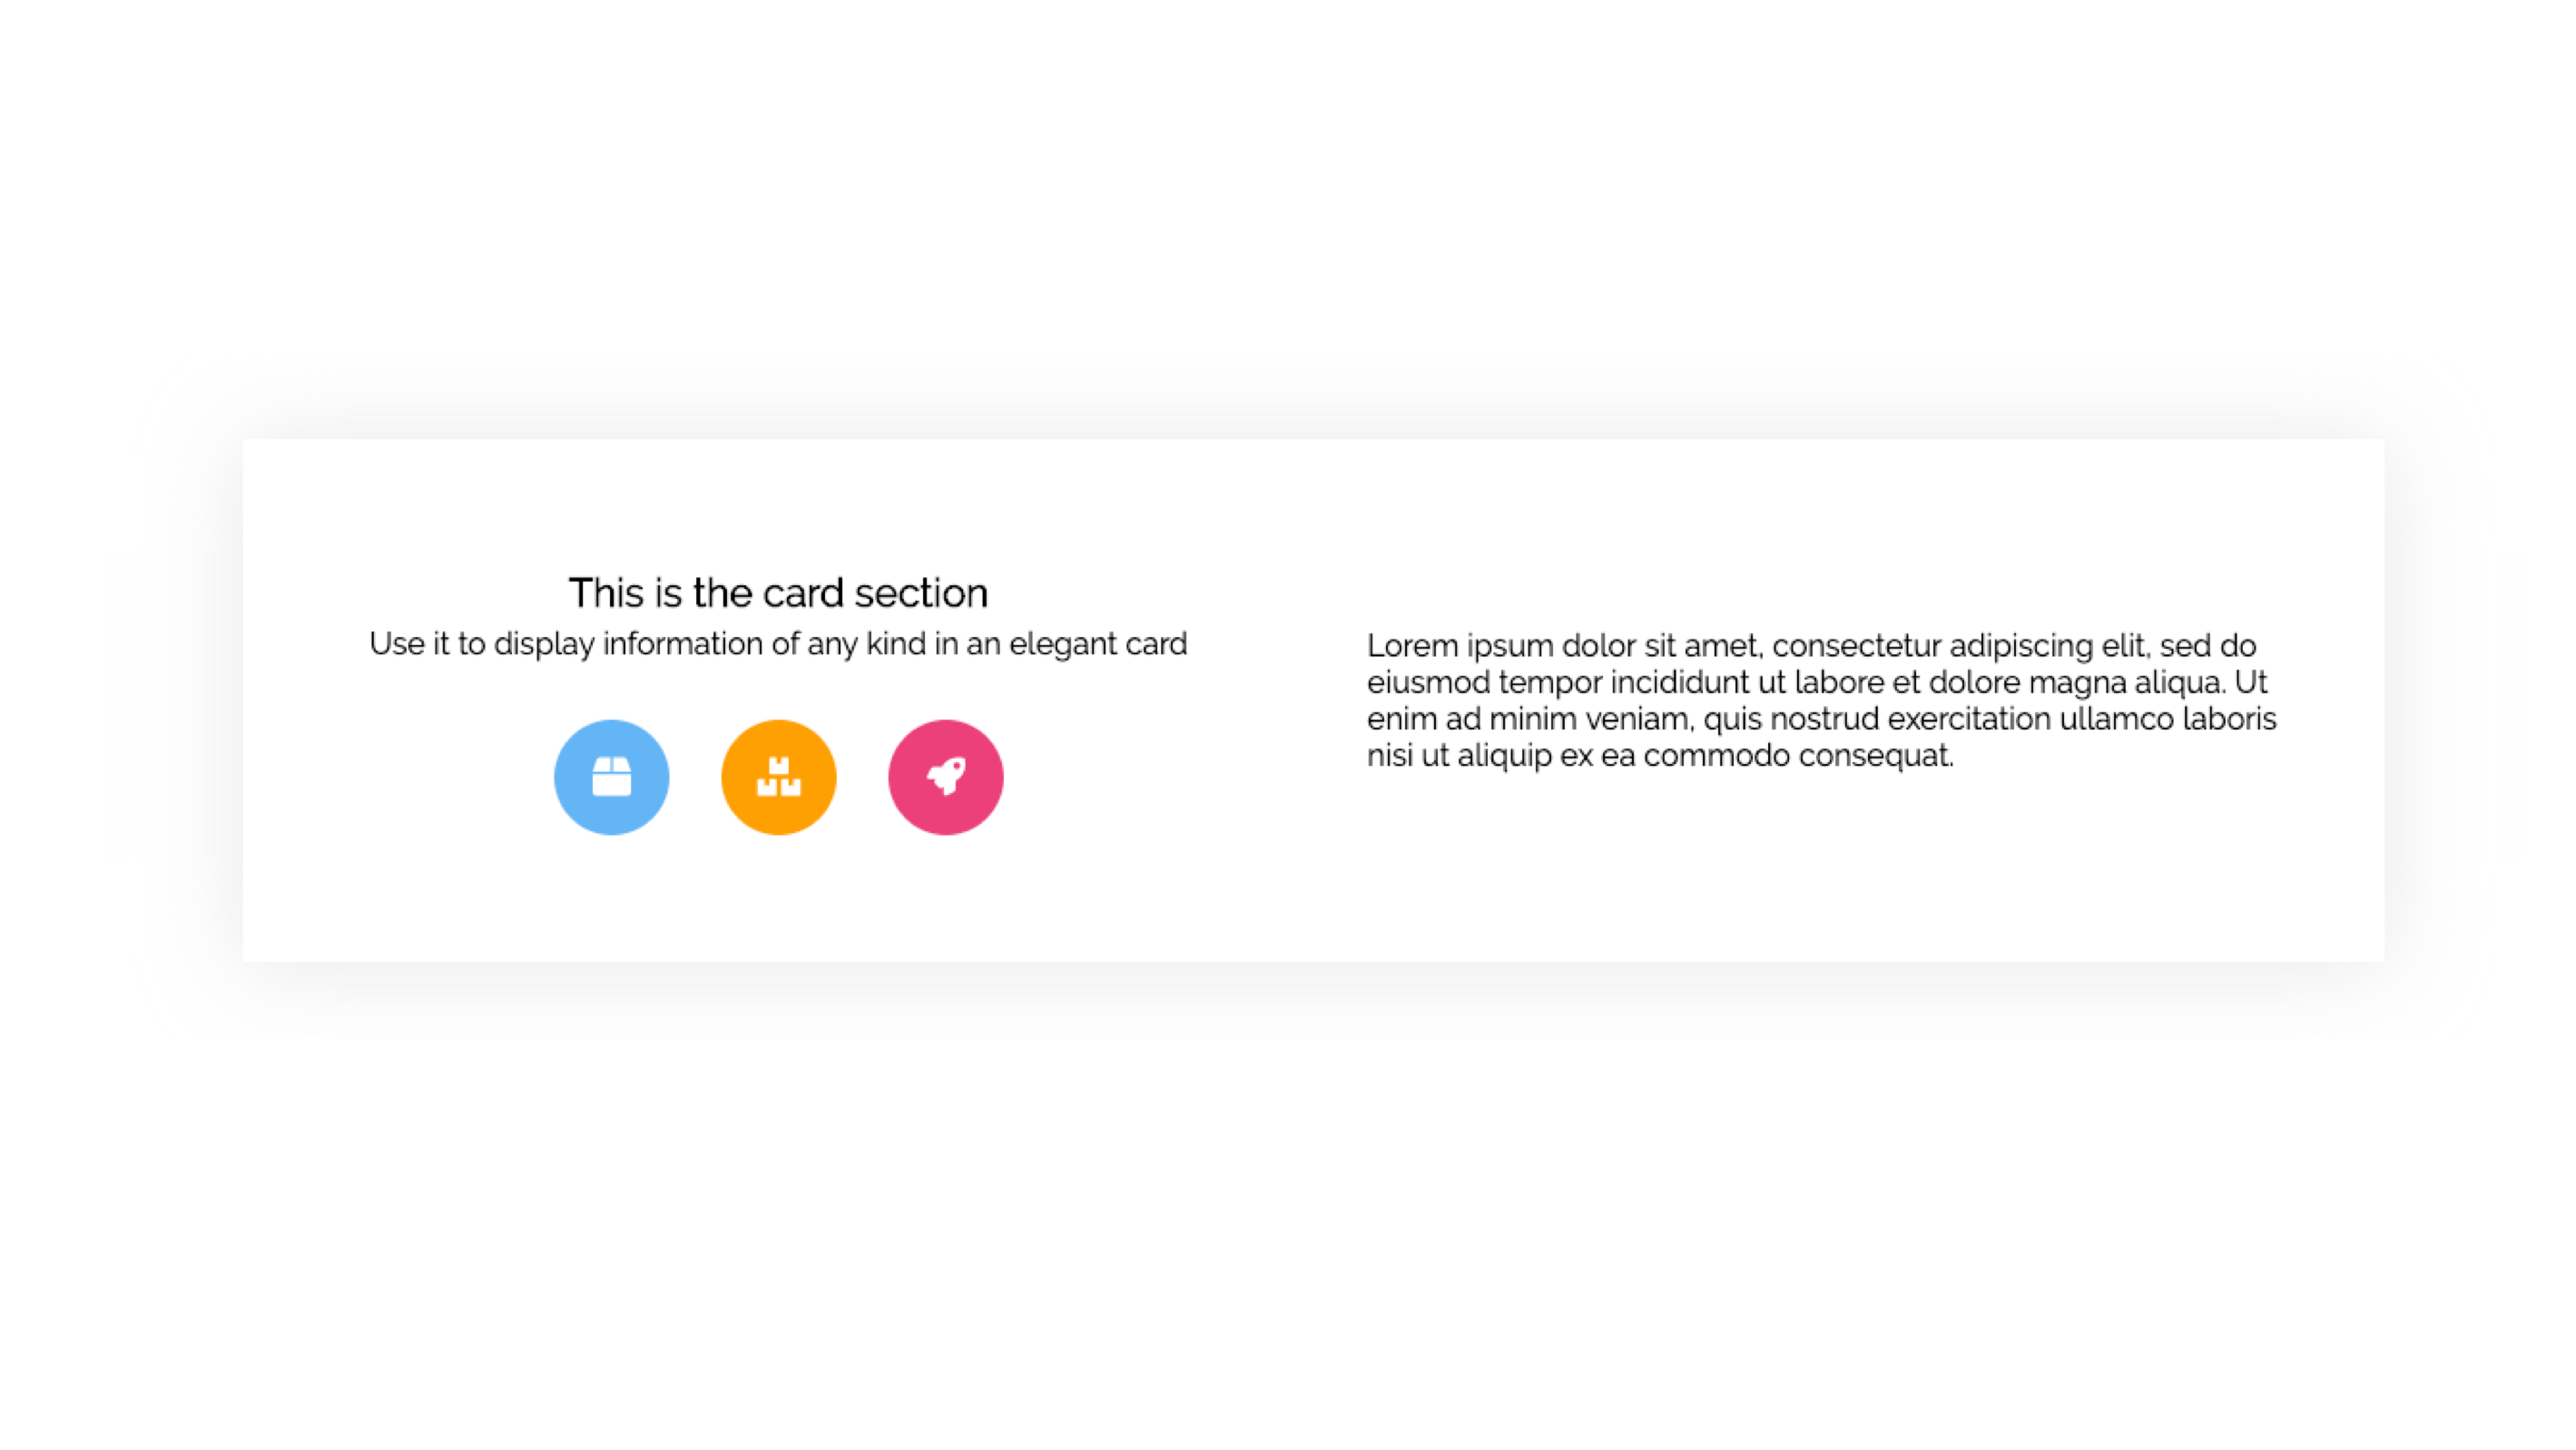 This is the card section
Use it to display information of any kind in an elegant card
Lorem ipsum dolor sit amet, consectetur adipiscing elit, sed do
eiusmod tempor incididunt ut labore et dolore magna aliqua. Ut
enim ad minim veniam, quis nostrud exercitation ullamco laboris
nisi ut aliquip ex ea commodo consequat.